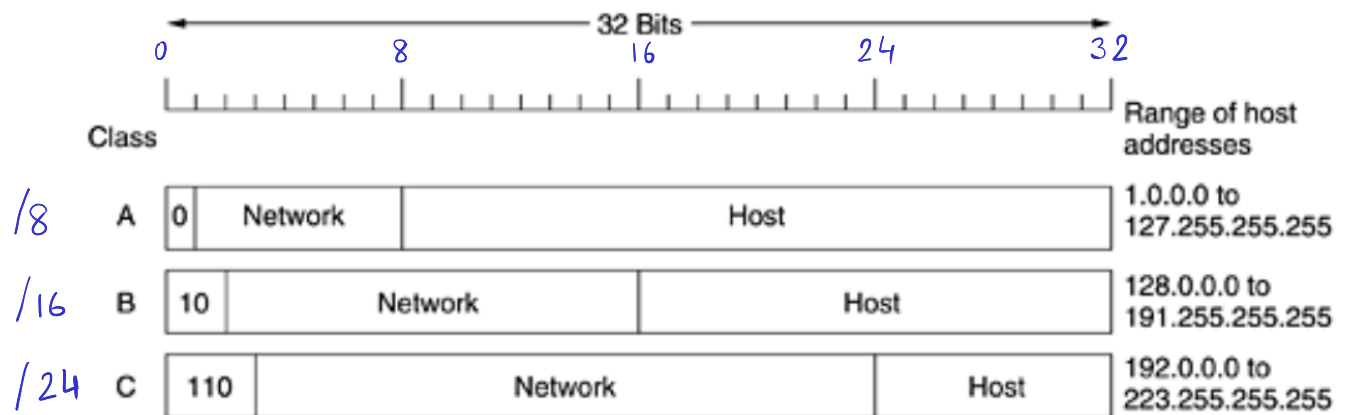 32 Bits
0 8 16 24 32
Range of host
addresses
Class
/8 A 0 Network Host 1.0.0.0 to
127.255.255.255
/16 B 10 Network Host 128.0.0.0 to
191.255.255.255
/24 C 110 Network Host 192.0.0.0 to
223.255.255.255